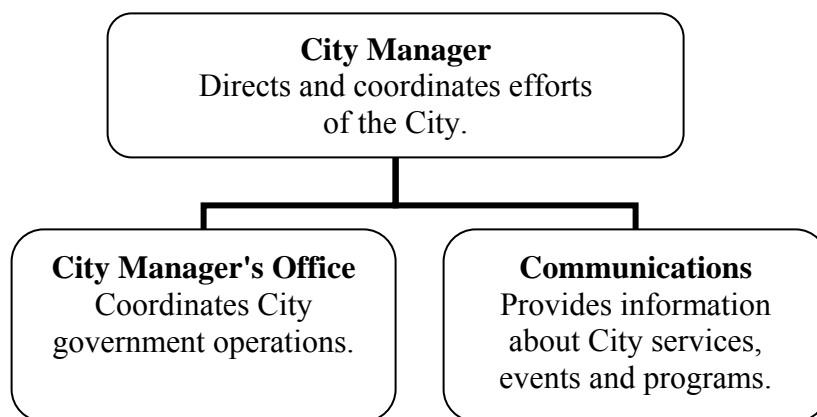 City Manager
Directs and coordinates efforts
of the City.
City Manager's Office
Coordinates City
government operations.
Communications
Provides information
about City services,
events and programs.